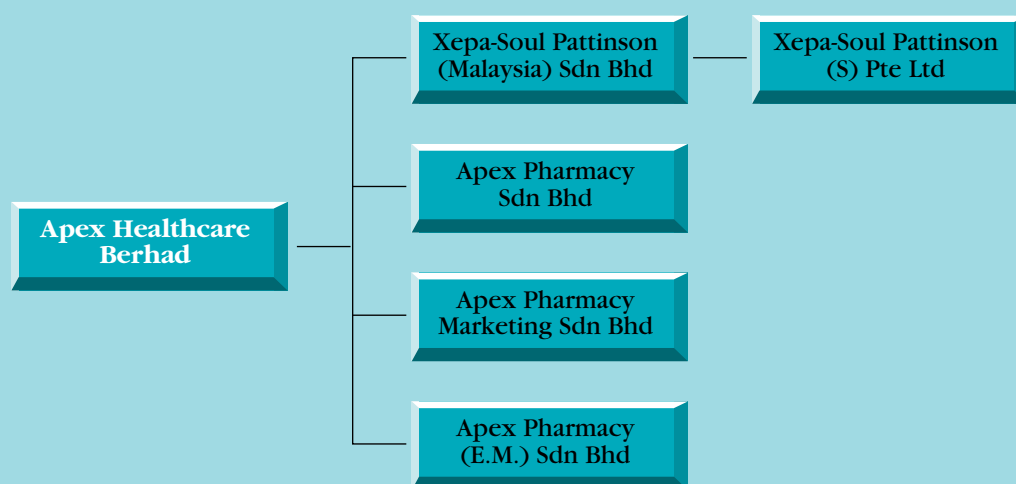 Xepa-Soul Pattinson
(Malaysia) Sdn Bhd
Xepa-Soul Pattinson
(S) Pte Ltd
Apex Pharmacy
Sdn Bhd
Apex Healthcare
Berhad
Apex Pharmacy
Marketing Sdn Bhd
Apex Pharmacy
(E.M.) Sdn Bhd